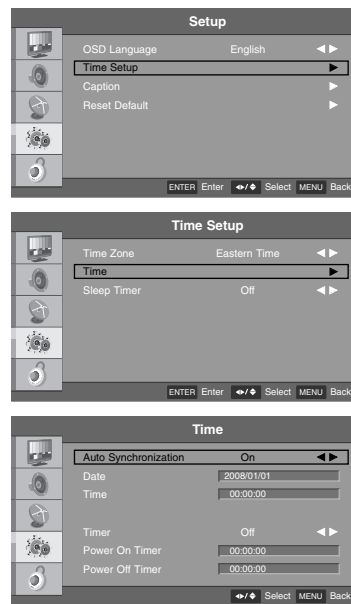 Setup
OSD Language English
Time Setup
Caption
Reset Default
ENTER Enter Select MENU Back
Time Setup
Time Zone Eastern Time
Time
Sleep Timer Off
ENTER Enter Select MENU Back
Time
Auto Synchronization On
Date 2008/01/01
Time 00:00:00
Timer Off
Power On Timer 00:00:00
Power Off Timer 00:00:00
Select MENU Back